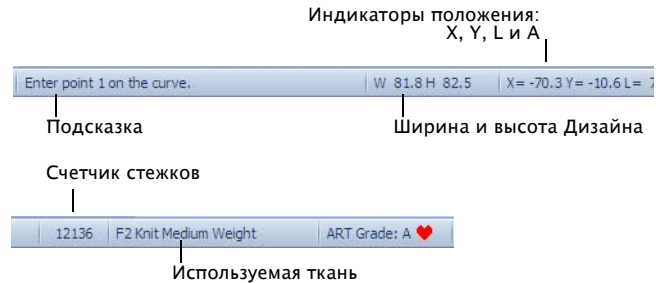 Индикаторы положения:
X, Y, L и A
Enter point 1 on the curve.
W 81.8 H 82.5
X= -70.3 Y= -10.6 L= 7
Подсказка
Ширина и высота Дизайна
Счетчик стежков
12136
F2 Knit Medium Weight
ART Grade: A
Используемая ткань